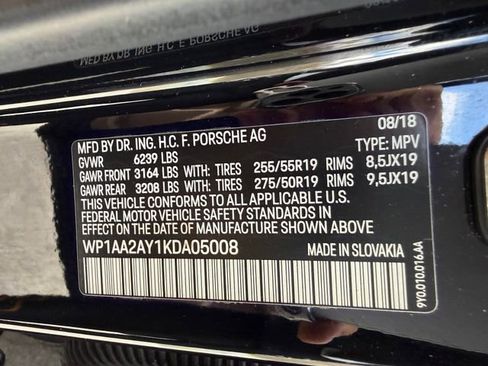 MFD BY DR. ING. H.C. F. PORSCHE AG
08/18
GVWR 6239 LBS
TYPE: MPV
GAWR FRONT 3164 LBS WITH: TIRES 255/55R19 RIMS 8,5JX19
GAWR REAR 3208 LBS WITH: TIRES 275/50R19 RIMS 9,5JX19
THIS VEHICLE CONFORMS TO ALL APPLICABLE U.S.
FEDERAL MOTOR VEHICLE SAFETY STANDARDS IN
EFFECT ON THE DATE OF MANUFACTURE SHOWN ABOVE
WP1AA2AY1KDA05008
MADE IN SLOVAKIA
9Y0.010.016.AA